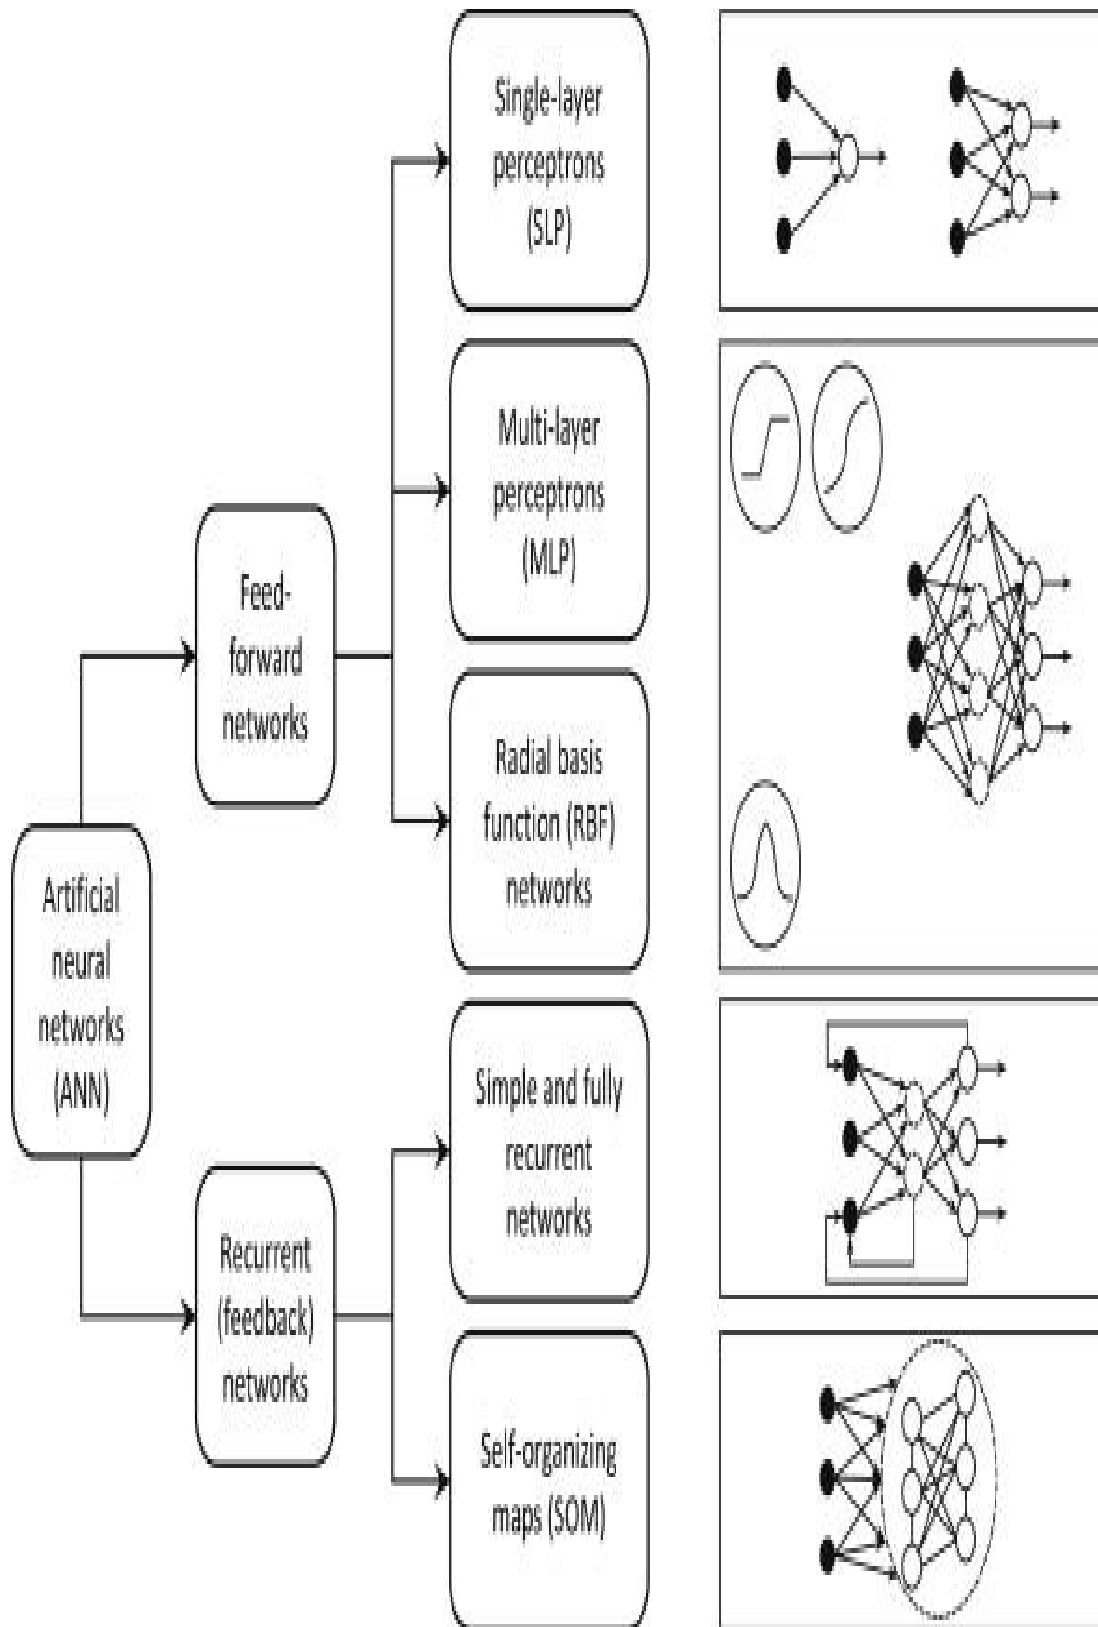 Single-layer
perceptrons
(SLP)
Multi-layer
perceptrons
(MLP)
Feed-
forward
networks
Radial basis
function (RBF)
networks
Artificial
neural
networks
(ANN)
Simple and fully
recurrent
networks
Recurrent
(feedback)
networks
Self-organizing
maps (SOM)